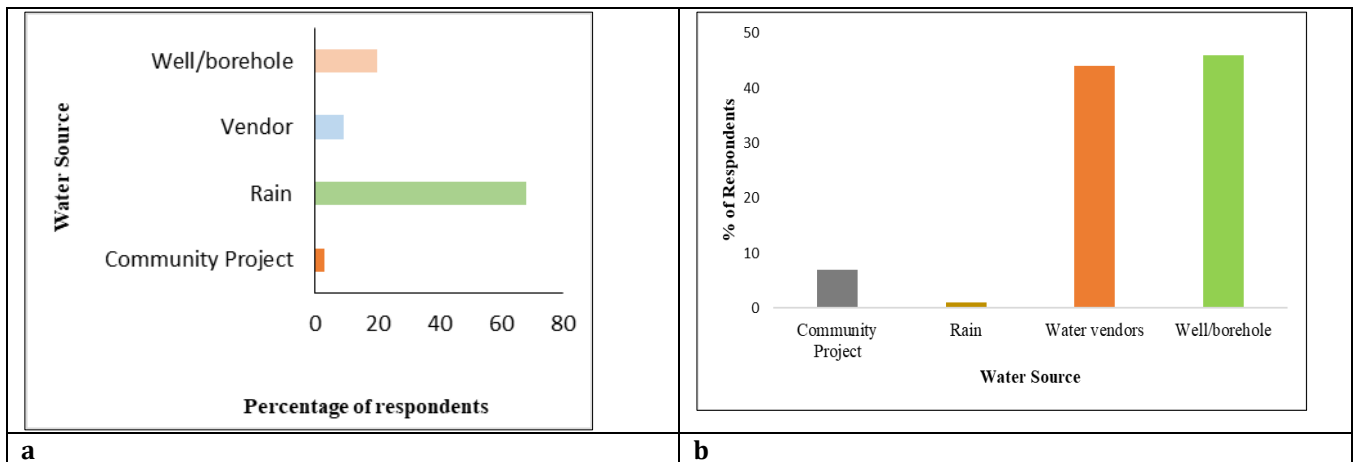 Water Source
Well/borehole
Vendor
Rain
Community Project
0 20 40 60 80
Percentage of respondents
a
% of Respondents
50
40
30
20
10
0
Community
Project
Rain
Water vendors
Well/borehole
Water Source
b